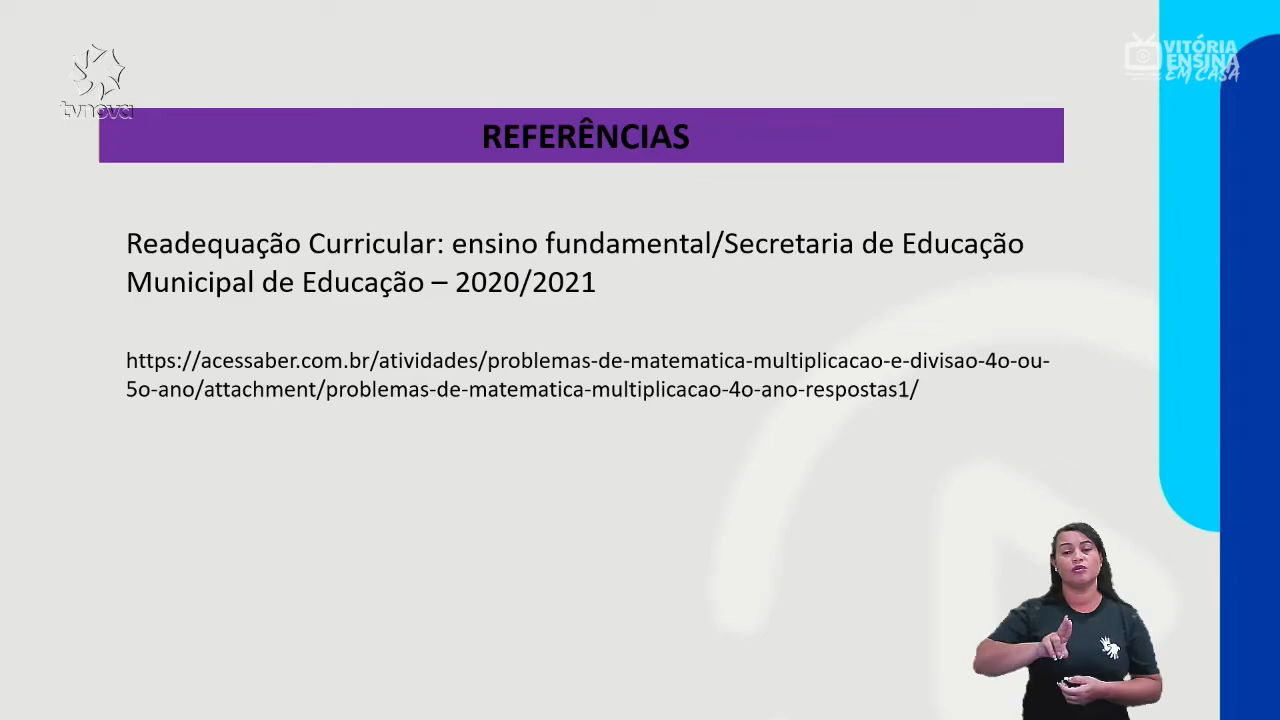 tvnova
VITÓRIA
ENSINA
EM CASA
REFERÊNCIAS
Readequação Curricular: ensino fundamental/Secretaria de Educação
Municipal de Educação – 2020/2021
https://acessaber.com.br/atividades/problemas-de-matematica-multiplicacao-e-divisao-4o-ou-
5o-ano/attachment/problemas-de-matematica-multiplicacao-4o-ano-respostas1/